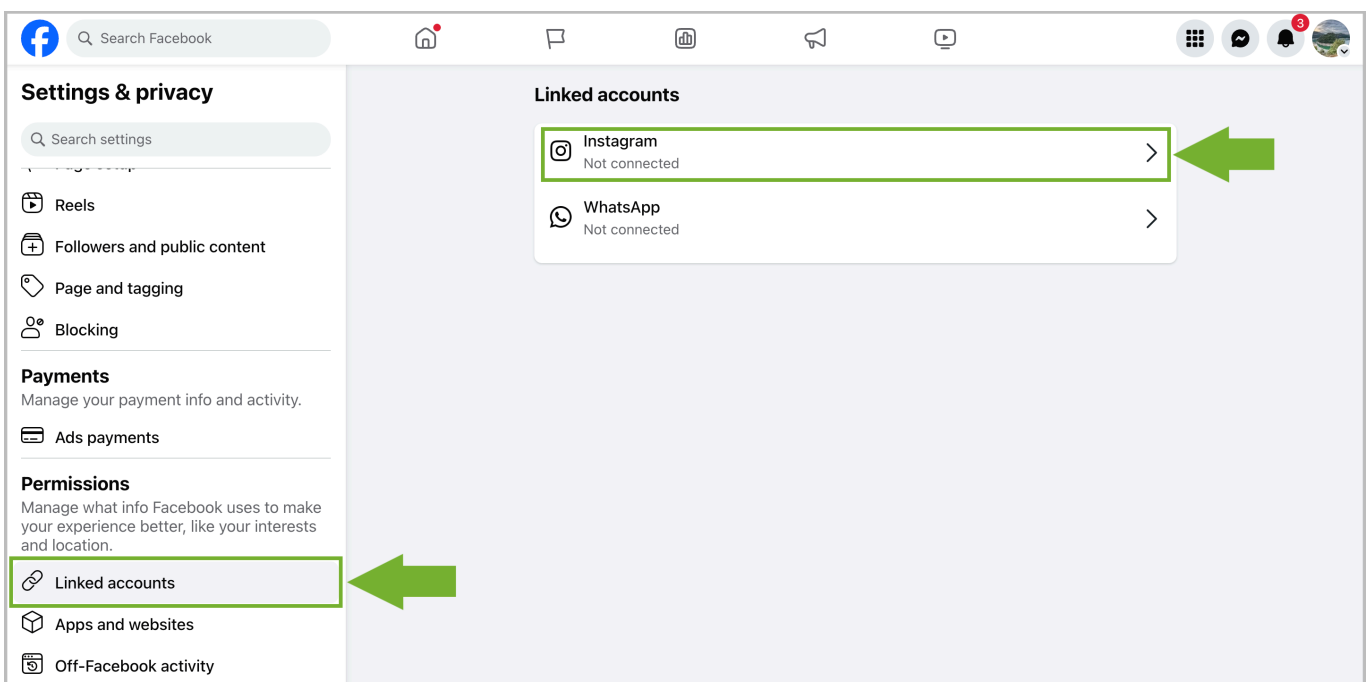 Search Facebook
3
Settings & privacy
Search settings
Reels
Followers and public content
Page and tagging
Blocking
Payments
Manage your payment info and activity.
Ads payments
Permissions
Manage what info Facebook uses to make
your experience better, like your interests
and location.
Linked accounts
Apps and websites
Off-Facebook activity
Linked accounts
Instagram
Not connected
WhatsApp
Not connected